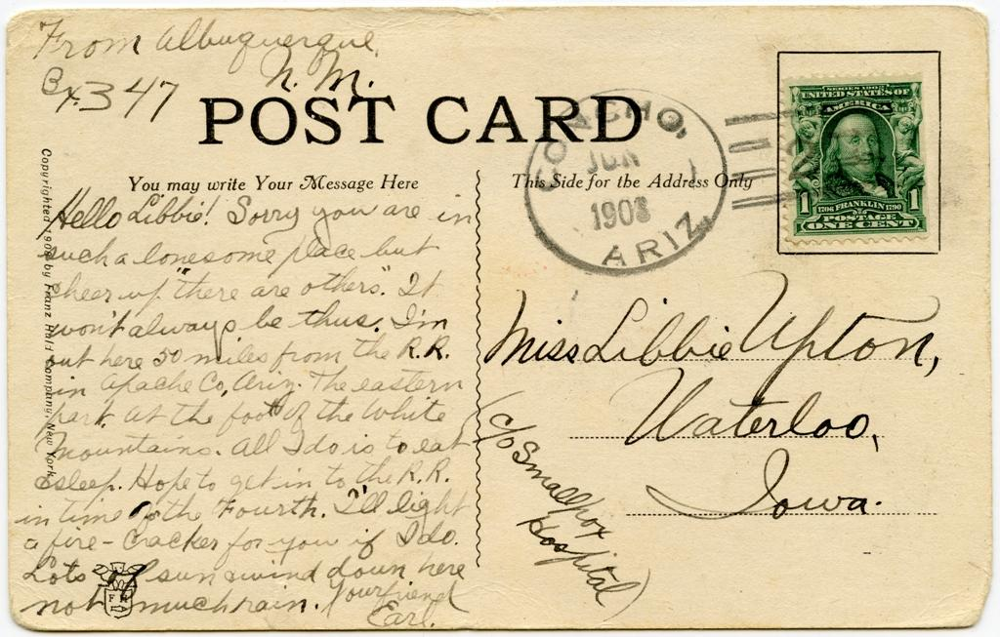 From Albuquerque,
N. M.
Bx 347
POST CARD
You may write Your Message Here
This Side for the Address Only
CONCHO,
JUN
1908
ARIZ.
SERIES 1902
UNITED STATES OF
AMERICA
1706 FRANKLIN 1790
1 POSTAGE 1
ONE CENT
Copyrighted 1908 by Franz Huld Company, New York
Hello Libbie! Sorry you are in
such a lonesome place but
cheer up "there are others." It
won't always be thus. I'm
out here 50 miles from the R.R.
in Apache Co, Ariz. The eastern
part. At the foot of the White
Mountains. All I do is to eat
& sleep. Hope to get in to the R.R.
in time for the Fourth. I'll light
a fire-cracker for you if I do.
Lots of sun & wind down here
not much rain. Your friend
Earl.
F H
Miss Libbie Upton,
Waterloo,
Iowa.
(c/o Smallpox
Hospital)